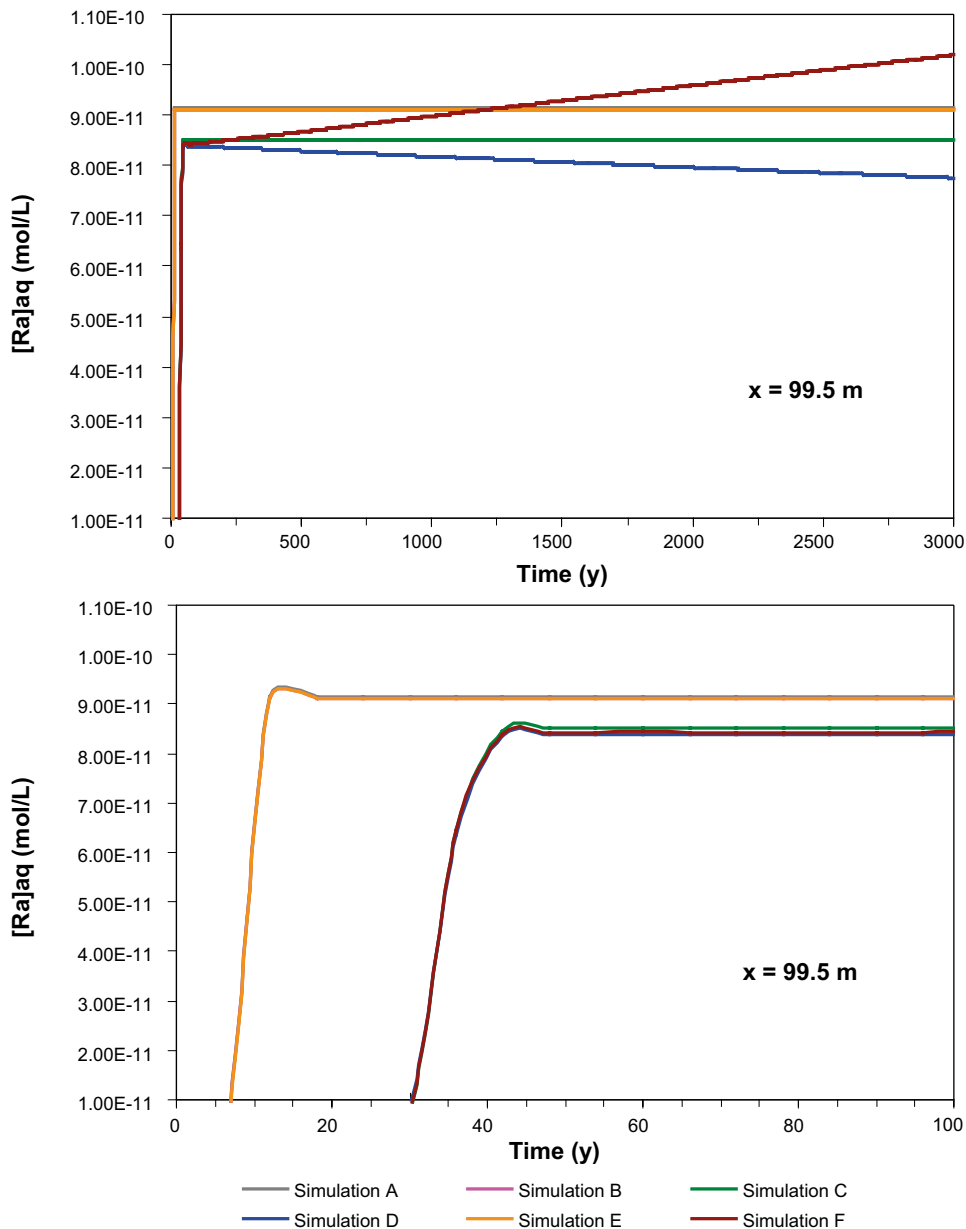 1.10E-10
1.00E-10
9.00E-11
8.00E-11
7.00E-11
6.00E-11
5.00E-11
4.00E-11
3.00E-11
2.00E-11
1.00E-11
[Ra]aq (mol/L)
x = 99.5 m
0 500 1000 1500 2000 2500 3000
Time (y)
1.10E-10
1.00E-10
9.00E-11
8.00E-11
7.00E-11
6.00E-11
5.00E-11
4.00E-11
3.00E-11
2.00E-11
1.00E-11
[Ra]aq (mol/L)
x = 99.5 m
0 20 40 60 80 100
Time (y)
Simulation A Simulation B Simulation C
Simulation D Simulation E Simulation F